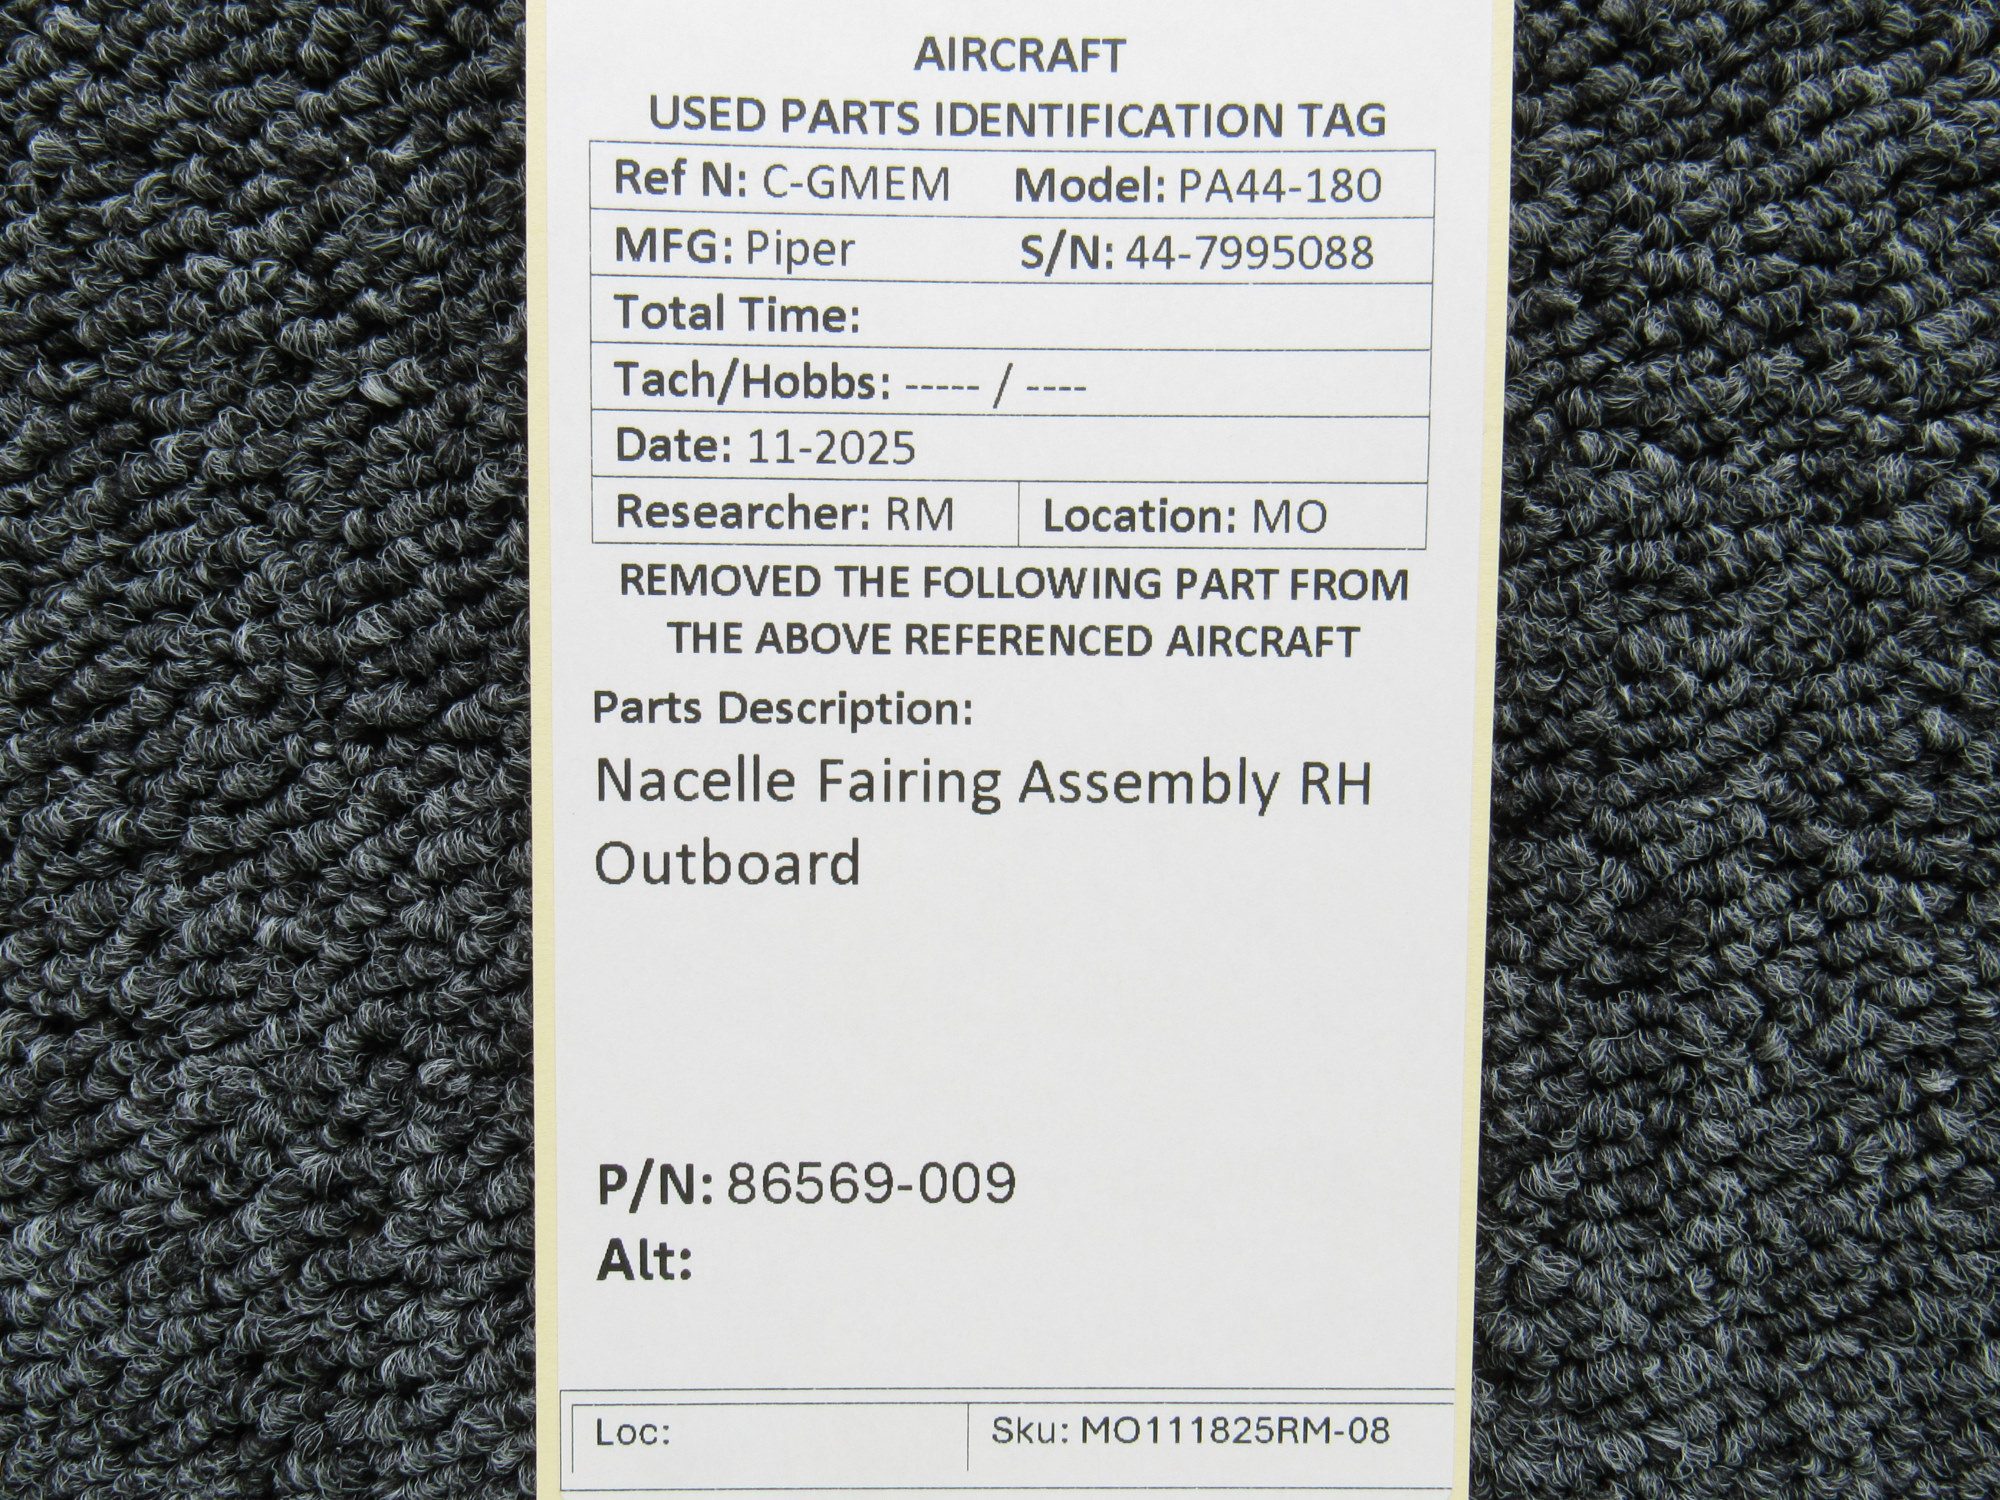 AIRCRAFT
USED PARTS IDENTIFICATION TAG
Ref N: C-GMEM Model: PA44-180
MFG: Piper S/N: 44-7995088
Total Time:
Tach/Hobbs: ----- / ----
Date: 11-2025
Researcher: RM Location: MO
REMOVED THE FOLLOWING PART FROM
THE ABOVE REFERENCED AIRCRAFT
Parts Description:
Nacelle Fairing Assembly RH
Outboard
P/N: 86569-009
Alt:
Loc: Sku: MO111825RM-08